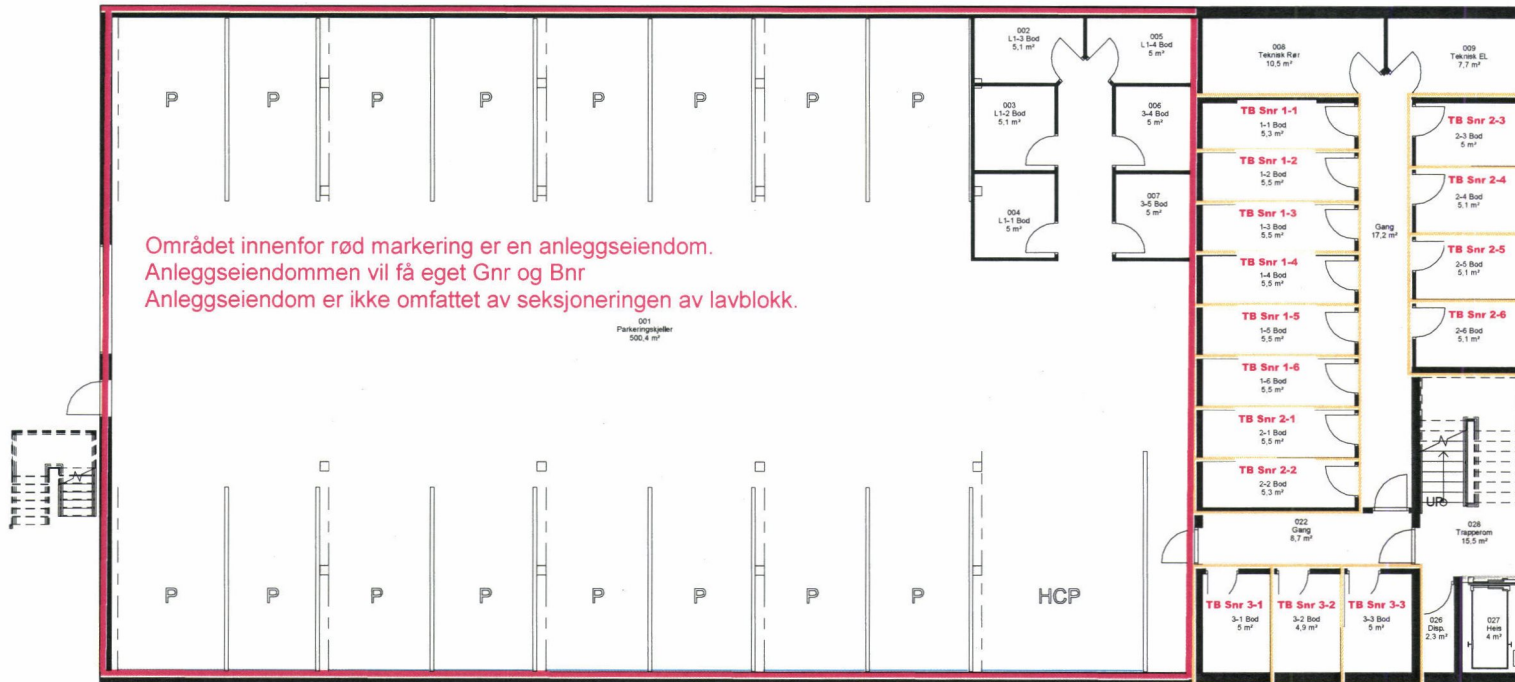 P P P P P P P P
002
L1-3 Bod
5,1 m²
005
L1-4 Bod
5 m²
003
L1-2 Bod
5,1 m²
006
3-4 Bod
5 m²
004
L1-1 Bod
5 m²
007
3-5 Bod
5 m²
Området innenfor rød markering er en anleggseiendom.
Anleggseiendommen vil få eget Gnr og Bnr
Anleggseiendom er ikke omfattet av seksjoneringen av lavblokk.
001
Parkeringskjeller
500,4 m²
P P P P P P P P HCP
008
Teknisk Rør
10,5 m²
009
Teknisk EL
7,7 m²
TB Snr 1-1
1-1 Bod
5,3 m²
TB Snr 1-2
1-2 Bod
5,5 m²
TB Snr 1-3
1-3 Bod
5,5 m²
TB Snr 1-4
1-4 Bod
5,5 m²
TB Snr 1-5
1-5 Bod
5,5 m²
TB Snr 1-6
1-6 Bod
5,5 m²
TB Snr 2-1
2-1 Bod
5,5 m²
TB Snr 2-2
2-2 Bod
5,3 m²
Gang
17,2 m²
TB Snr 2-3
2-3 Bod
5 m²
TB Snr 2-4
2-4 Bod
5,1 m²
TB Snr 2-5
2-5 Bod
5,1 m²
TB Snr 2-6
2-6 Bod
5,1 m²
UP
022
Gang
8,7 m²
028
Trapperom
15,5 m²
TB Snr 3-1
3-1 Bod
5 m²
TB Snr 3-2
3-2 Bod
4,9 m²
TB Snr 3-3
3-3 Bod
5 m²
026
Disp.
2,3 m²
027
Heis
4 m²